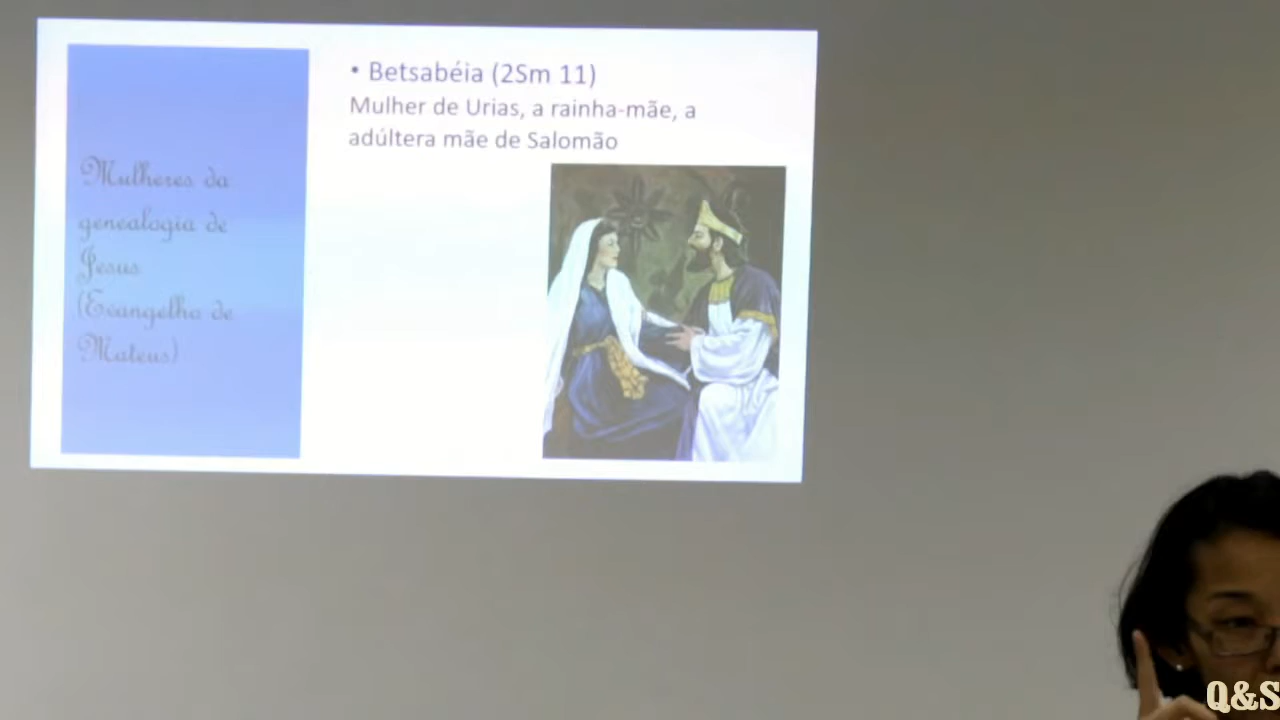 Mulheres da
genealogia de
Jesus
(Evangelho de
Mateus)
• Betsabéia (2Sm 11)
Mulher de Urias, a rainha-mãe, a
adúltera mãe de Salomão
Q&S